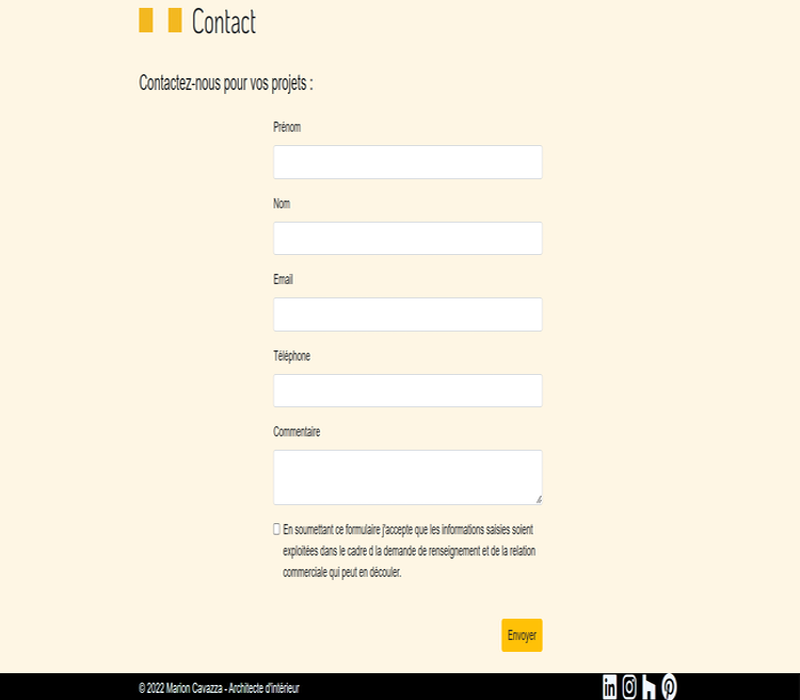 Contact
Contactez-nous pour vos projets :
Prénom
Nom
Email
Téléphone
Commentaire
En soumettant ce formulaire j'accepte que les informations saisies soient
exploitées dans le cadre d la demande de renseignement et de la relation
commerciale qui peut en découler.
Envoyer
© 2022 Marion Cavazza - Architecte d'intérieur